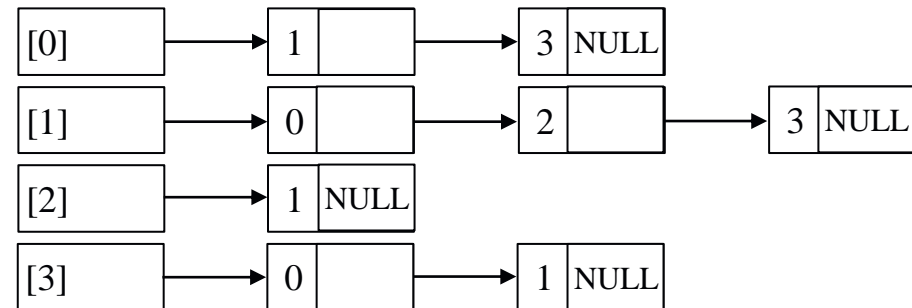 [0] 1 3 NULL
[1] 0 2 3 NULL
[2] 1 NULL
[3] 0 1 NULL